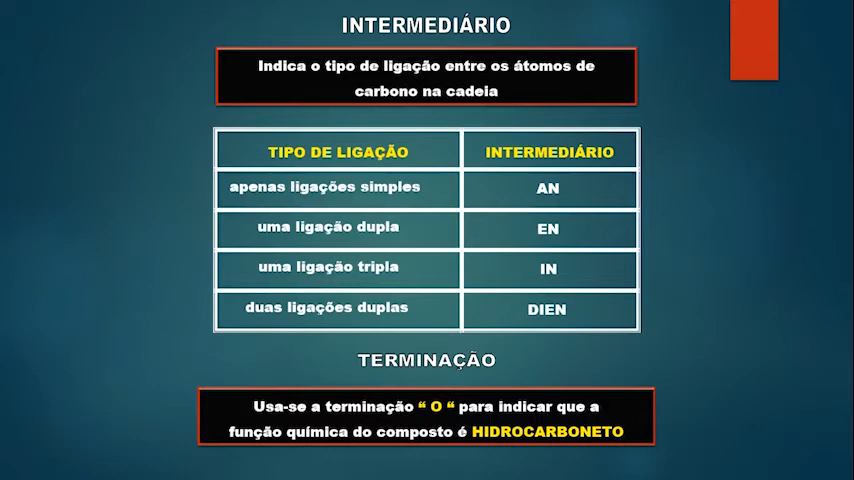 INTERMEDIÁRIO
Indica o tipo de ligação entre os átomos de
carbono na cadeia
TIPO DE LIGAÇÃO INTERMEDIÁRIO
apenas ligações simples AN
uma ligação dupla EN
uma ligação tripla IN
duas ligações duplas DIEN
TERMINAÇÃO
Usa-se a terminação “ O “ para indicar que a
função química do composto é HIDROCARBONETO